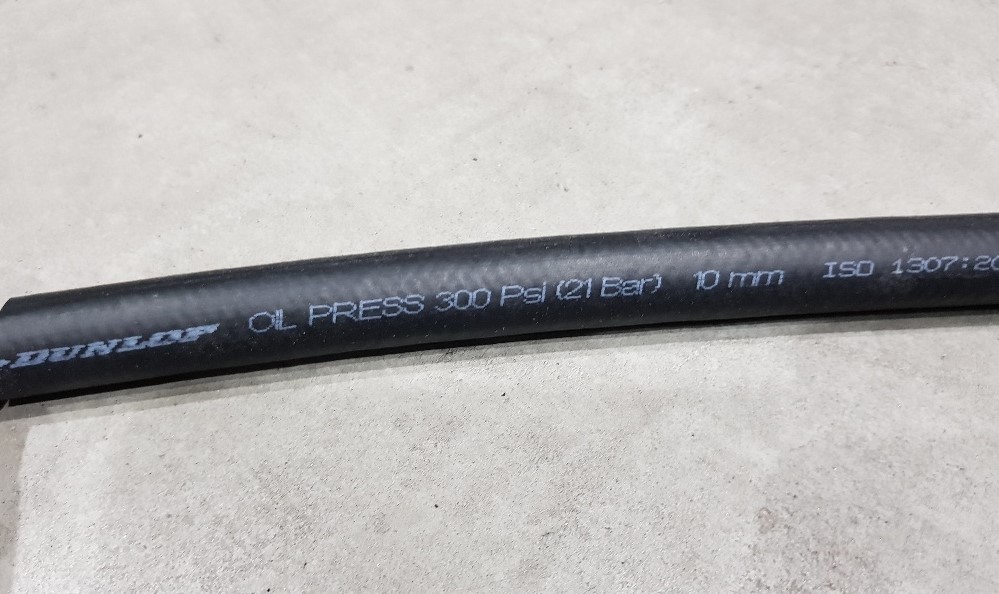 DUNLOP OIL PRESS 300 Psi (21 Bar) 10 mm ISO 1307:20